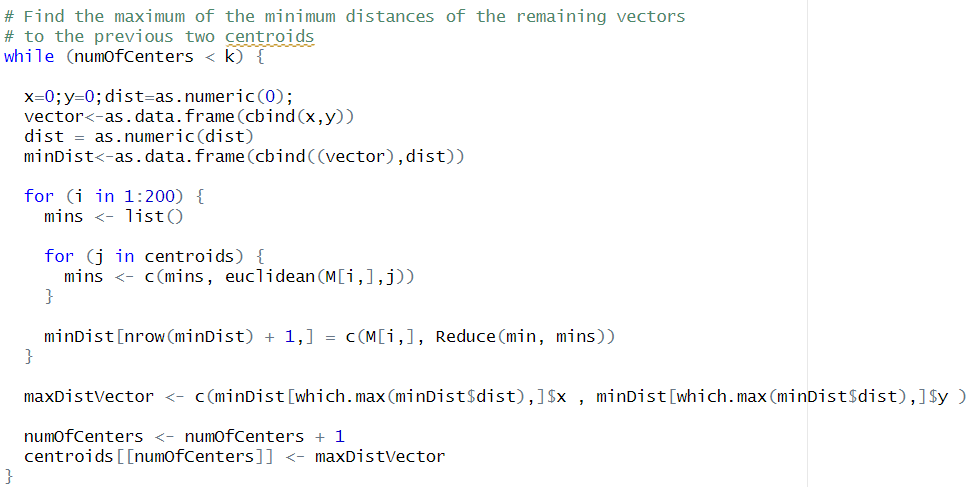 # Find the maximum of the minimum distances of the remaining vectors
# to the previous two centroids
while (numOfCenters < k) {
x=0;y=0;dist=as.numeric(0);
vector<-as.data.frame(cbind(x,y))
dist = as.numeric(dist)
minDist<-as.data.frame(cbind((vector),dist))
for (i in 1:200) {
mins <- list()
for (j in centroids) {
mins <- c(mins, euclidean(M[i,],j))
}
minDist[nrow(minDist) + 1,] = c(M[i,], Reduce(min, mins))
}
maxDistVector <- c(minDist[which.max(minDist$dist),]$x , minDist[which.max(minDist$dist),]$y )
numOfCenters <- numOfCenters + 1
centroids[[numOfCenters]] <- maxDistVector
}